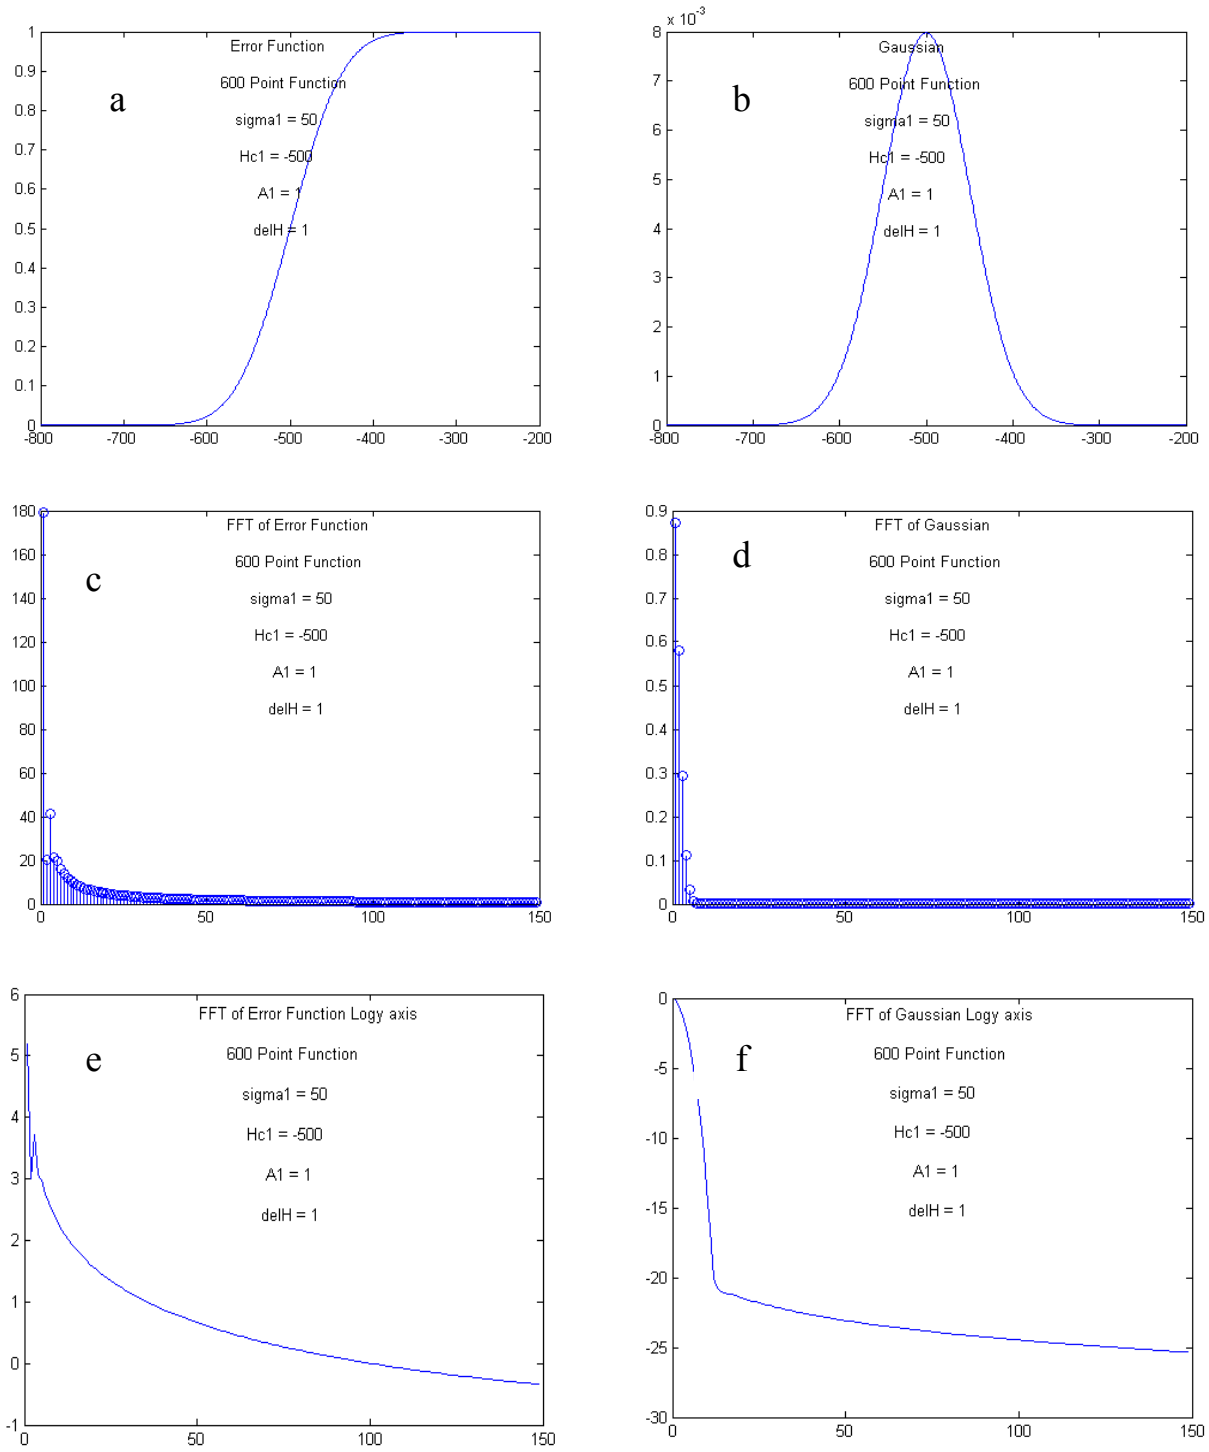 Error Function
600 Point Function
sigma1 = 50
Hc1 = -500
A1 = 1
delH = 1
a
1
0.9
0.8
0.7
0.6
0.5
0.4
0.3
0.2
0.1
0
-800 -700 -600 -500 -400 -300 -200
x 10^-3
Gaussian
600 Point Function
sigma1 = 50
Hc1 = -500
A1 = 1
delH = 1
b
8
7
6
5
4
3
2
1
0
-800 -700 -600 -500 -400 -300 -200
FFT of Error Function
600 Point Function
sigma1 = 50
Hc1 = -500
A1 = 1
delH = 1
c
180
160
140
120
100
80
60
40
20
0
0 50 100 150
FFT of Gaussian
600 Point Function
sigma1 = 50
Hc1 = -500
A1 = 1
delH = 1
d
0.9
0.8
0.7
0.6
0.5
0.4
0.3
0.2
0.1
0
0 50 100 150
FFT of Error Function Logy axis
600 Point Function
sigma1 = 50
Hc1 = -500
A1 = 1
delH = 1
e
6
5
4
3
2
1
0
-1
0 50 100 150
FFT of Gaussian Logy axis
600 Point Function
sigma1 = 50
Hc1 = -500
A1 = 1
delH = 1
f
0
-5
-10
-15
-20
-25
-30
0 50 100 150